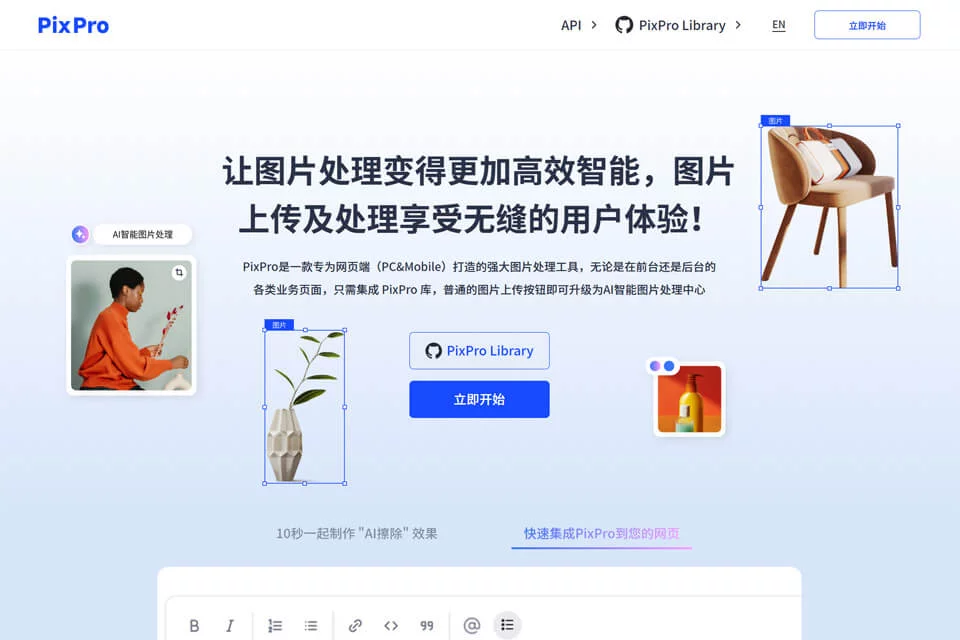 PixPro
API
PixPro Library
EN
立即开始
图片
让图片处理变得更加高效智能，图片
上传及处理享受无缝的用户体验！
AI智能图片处理
PixPro是一款专为网页端（PC&Mobile）打造的强大图片处理工具，无论是在前台还是后台的
各类业务页面，只需集成 PixPro 库，普通的图片上传按钮即可升级为AI智能图片处理中心
图片
PixPro Library
立即开始
10秒一起制作 "AI擦除" 效果
快速集成PixPro到您的网页